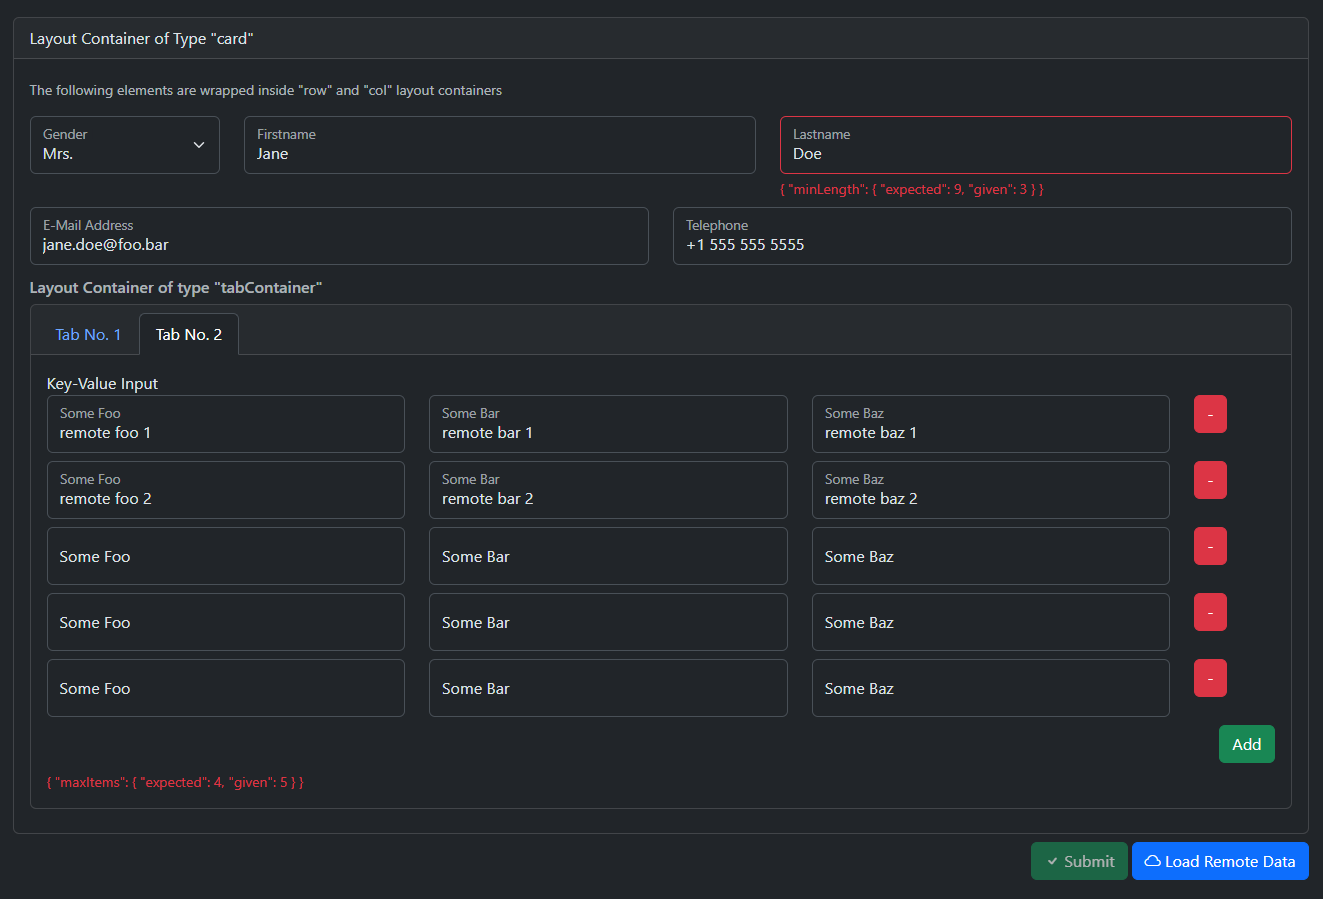 Layout Container of Type "card"
The following elements are wrapped inside "row" and "col" layout containers
Gender
Mrs.
Firstname
Jane
Lastname
Doe
{ "minLength": { "expected": 9, "given": 3 } }
E-Mail Address
jane.doe@foo.bar
Telephone
+1 555 555 5555
Layout Container of type "tabContainer"
Tab No. 1
Tab No. 2
Key-Value Input
Some Foo
remote foo 1
Some Bar
remote bar 1
Some Baz
remote baz 1
-
Some Foo
remote foo 2
Some Bar
remote bar 2
Some Baz
remote baz 2
-
Some Foo
Some Bar
Some Baz
-
Some Foo
Some Bar
Some Baz
-
Some Foo
Some Bar
Some Baz
-
Add
{ "maxItems": { "expected": 4, "given": 5 } }
Submit
Load Remote Data